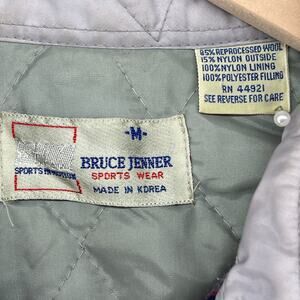 85% REPROCESSED WOOL
15% NYLON OUTSIDE
100% NYLON LINING
100% POLYESTER FILLING
RN 44921
SEE REVERSE FOR CARE
-M-
BRUCE JENNER
SPORTS WEAR
MADE IN KOREA
SPORTS